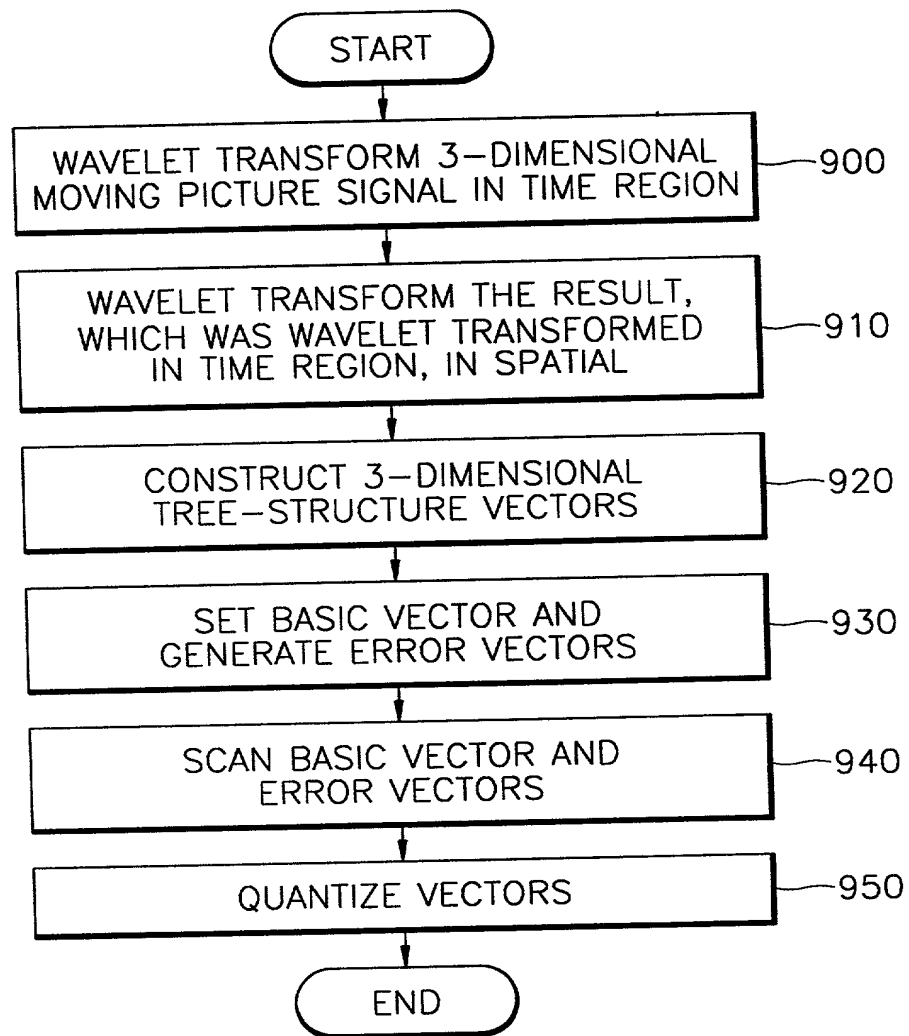 START
WAVELET TRANSFORM 3-DIMENSIONAL
MOVING PICTURE SIGNAL IN TIME REGION
900
WAVELET TRANSFORM THE RESULT,
WHICH WAS WAVELET TRANSFORMED
IN TIME REGION, IN SPATIAL
910
CONSTRUCT 3-DIMENSIONAL
TREE-STRUCTURE VECTORS
920
SET BASIC VECTOR AND
GENERATE ERROR VECTORS
930
SCAN BASIC VECTOR AND
ERROR VECTORS
940
QUANTIZE VECTORS
950
END